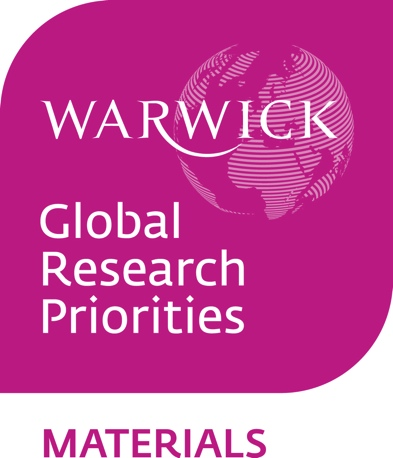 WARWICK
Global
Research
Priorities
MATERIALS